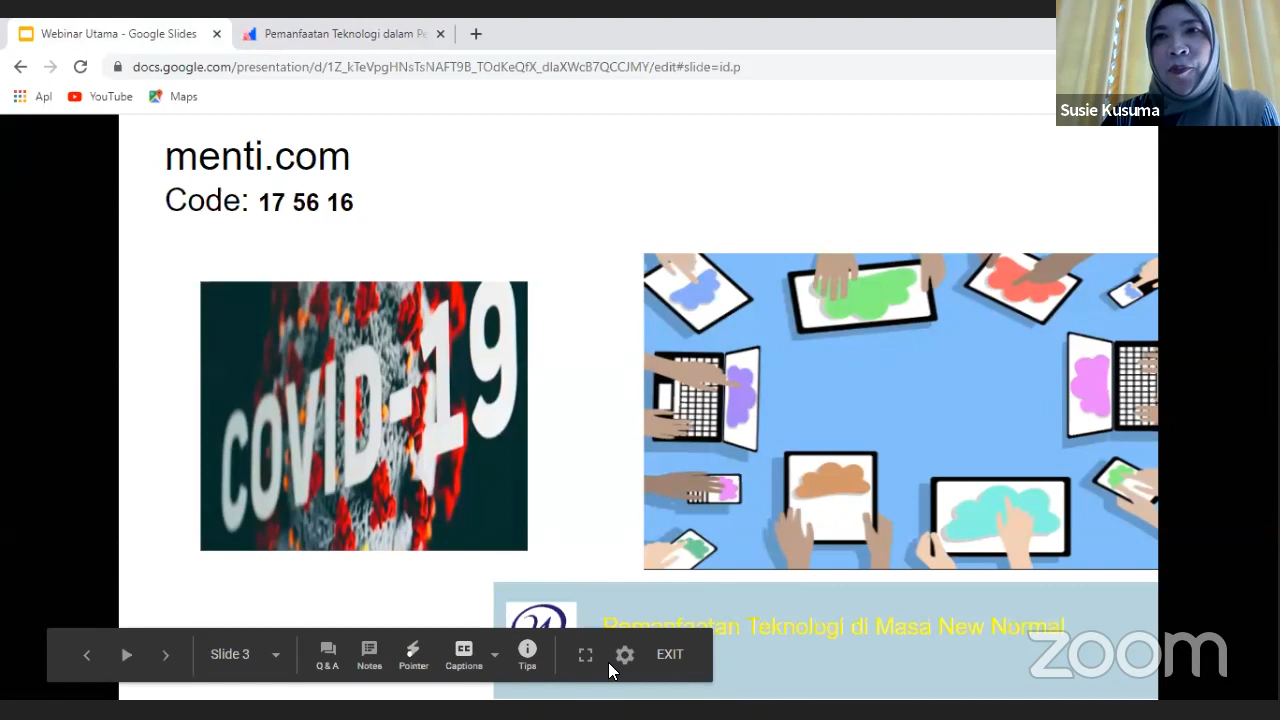 Webinar Utama - Google Slides
Pemanfaatan Teknologi dalam Pe
docs.google.com/presentation/d/1Z_kTeVpgHNsTsNAFT9B_TOdKeQfX_dIaXWcB7QCCJMY/edit#slide=id.p
Apl
YouTube
Maps
Susie Kusuma
menti.com
Code: 17 56 16
COVID-19
Pemanfaatan Teknologi di Masa New Normal
Slide 3
Q & A
Notes
Pointer
Captions
Tips
EXIT
zoom